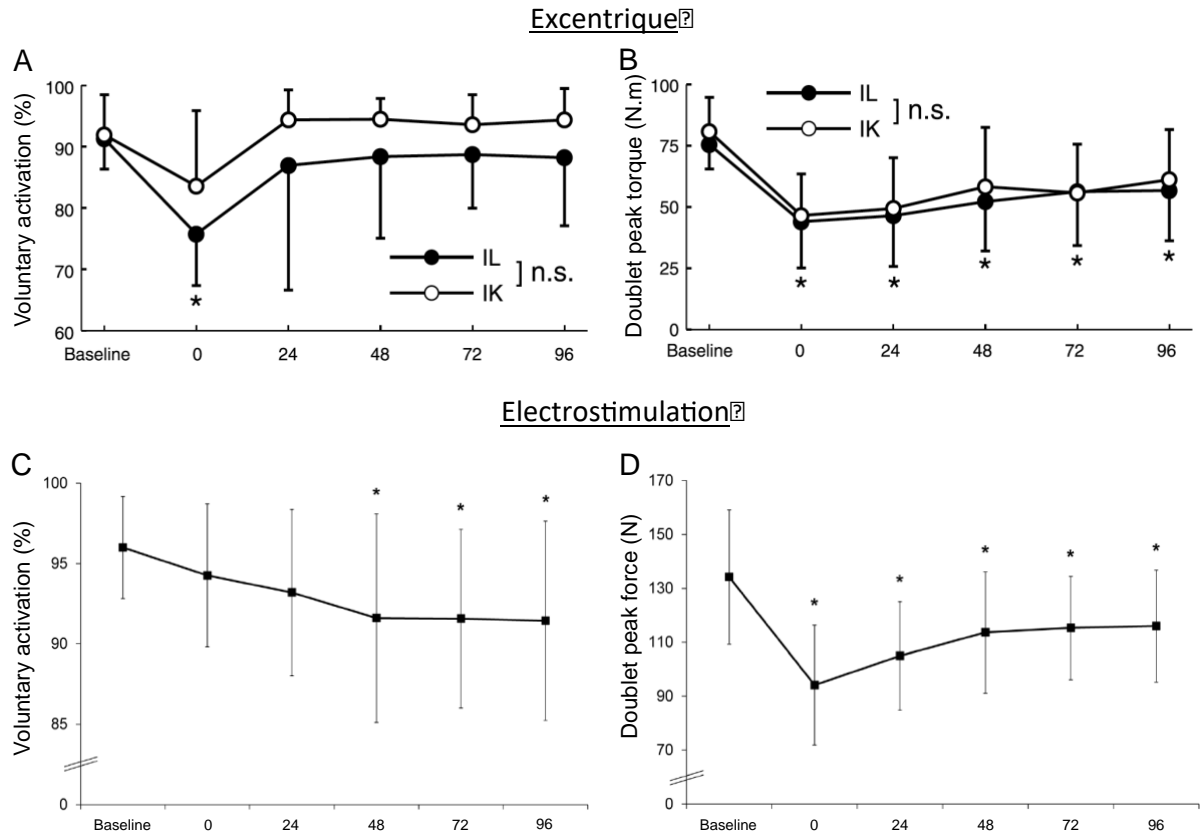 Excentrique
A
Voluntary activation (%)
100
90
80
70
60
IL
IK
] n.s.
*
Baseline 0 24 48 72 96
B
Doublet peak torque (N.m)
100
75
50
25
0
IL
IK
] n.s.
* * * * *
Baseline 0 24 48 72 96
Electrostimulation
C
Voluntary activation (%)
100
95
90
85
0
* * *
Baseline 0 24 48 72 96
D
Doublet peak force (N)
170
150
130
110
90
70
0
* * * * *
Baseline 0 24 48 72 96